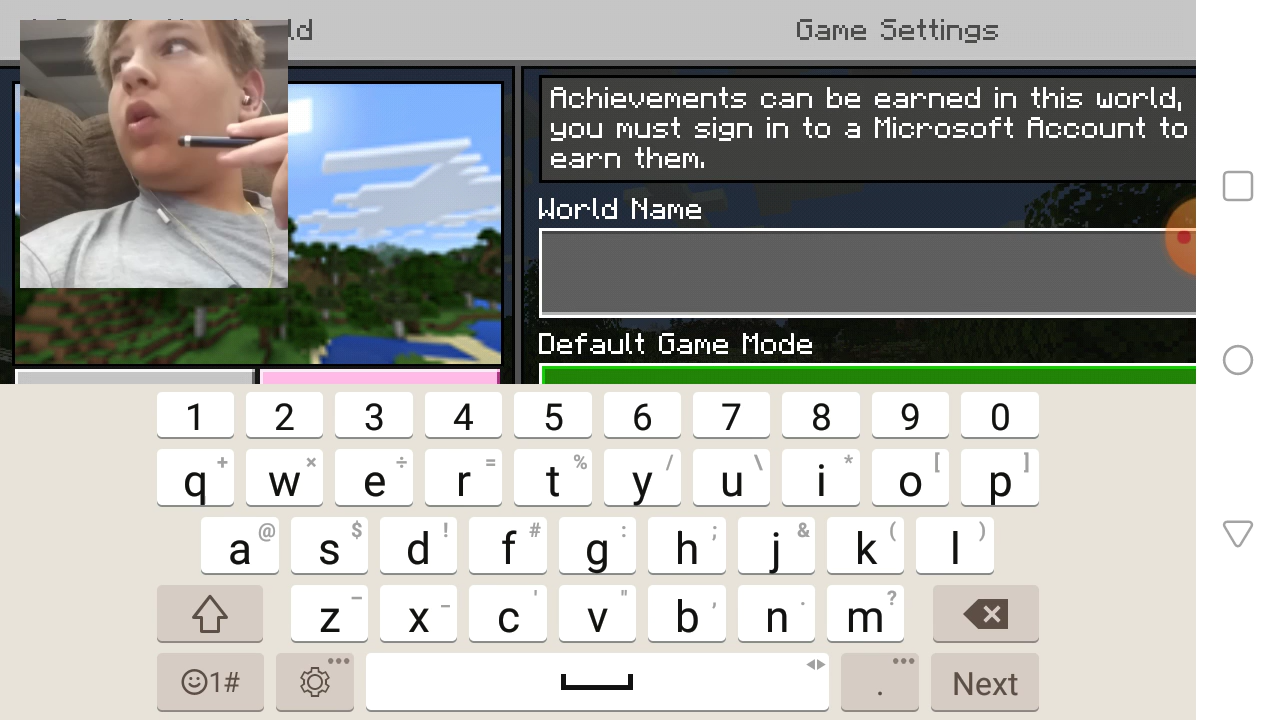 ld
Game Settings
Achievements can be earned in this world,
you must sign in to a Microsoft Account to
earn them.
World Name
Default Game Mode
1 2 3 4 5 6 7 8 9 0
q + w × e ÷ r = t % y / u \ i * o [ p ]
a @ s $ d ! f # g : h ; j & k ( l )
z - x _ c ' v " b , n . m ?
1# . Next